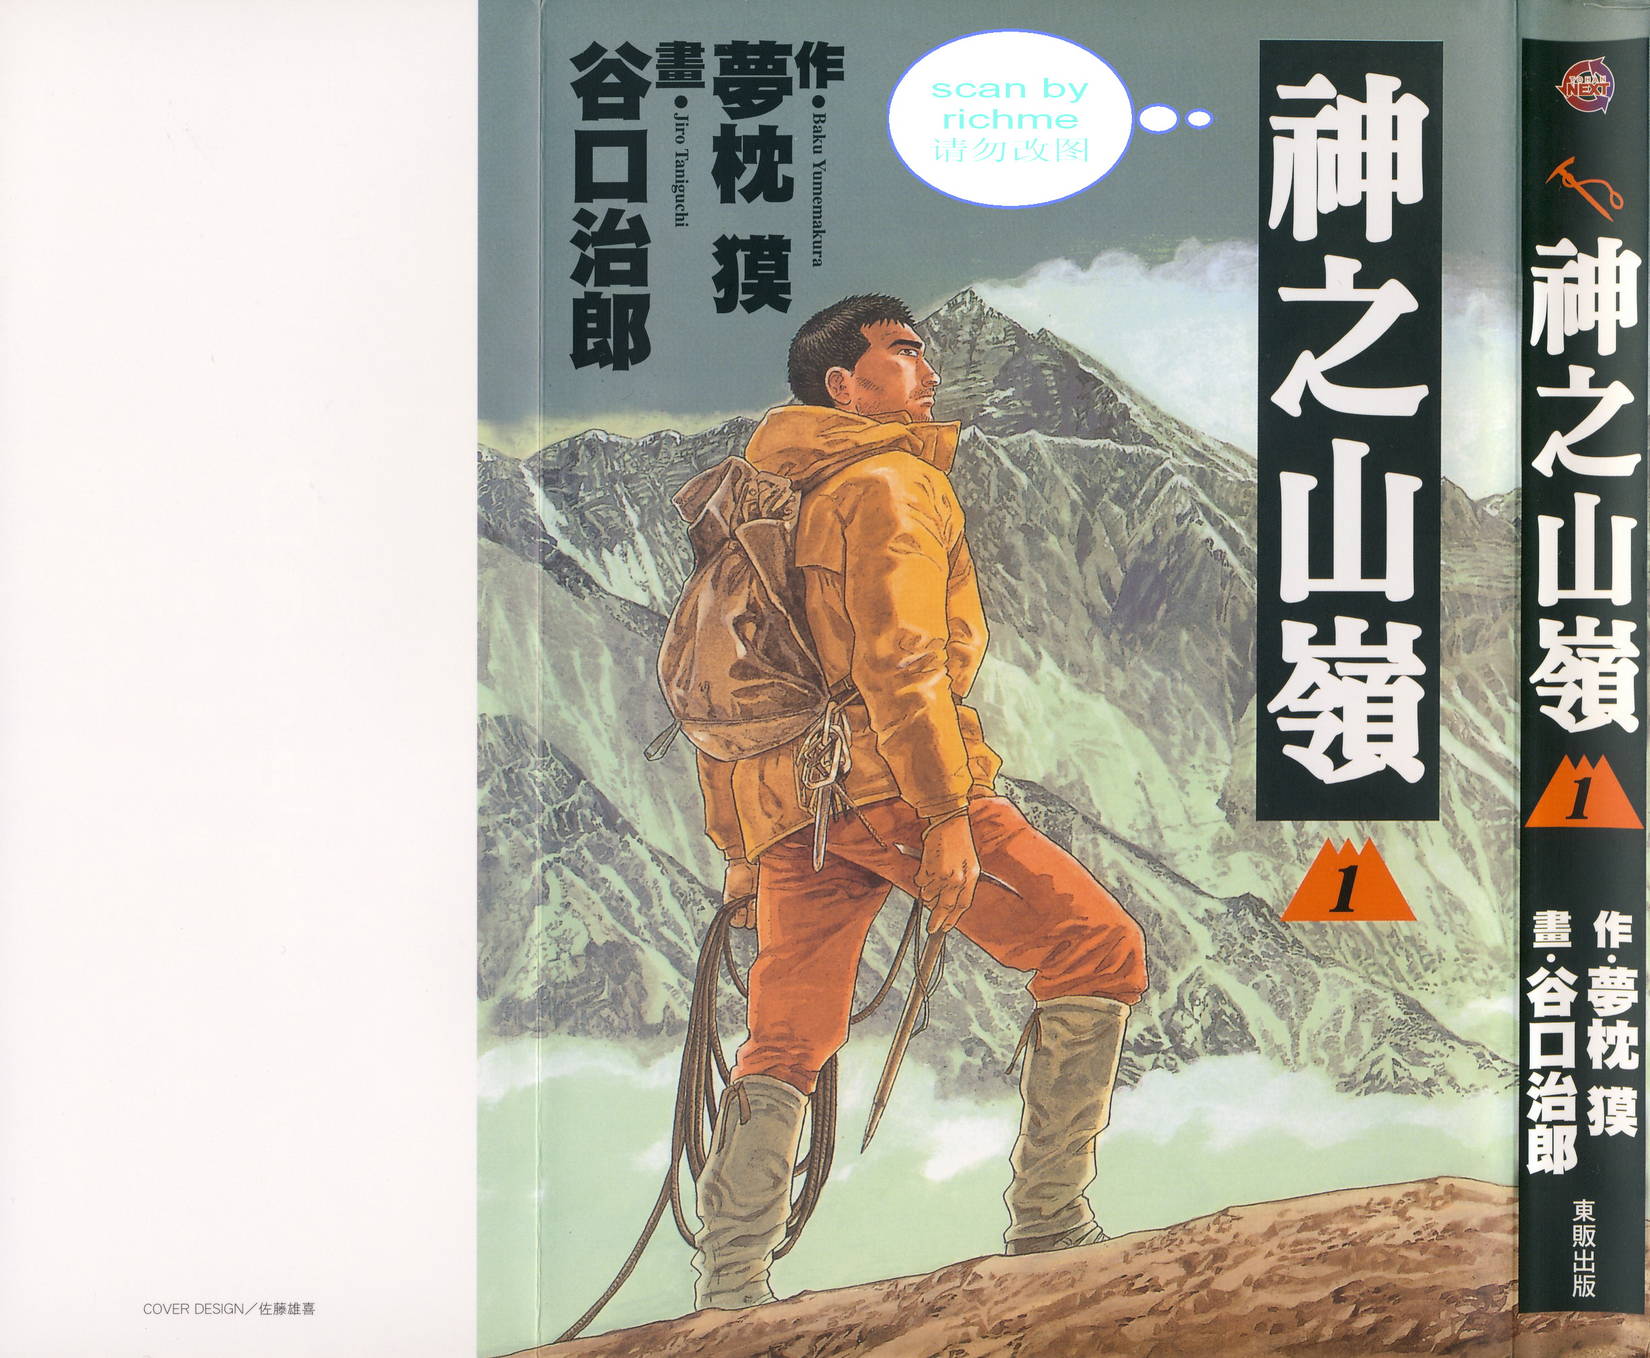 作・夢枕 獏
Baku Yumemakura
畫・谷口治郎
Jiro Taniguchi
scan by
richme
请勿改图
神之山嶺
1
TOHAN
NEXT
神之山嶺
1
作・夢枕 獏
畫・谷口治郎
東販出版
COVER DESIGN／佐藤雄喜